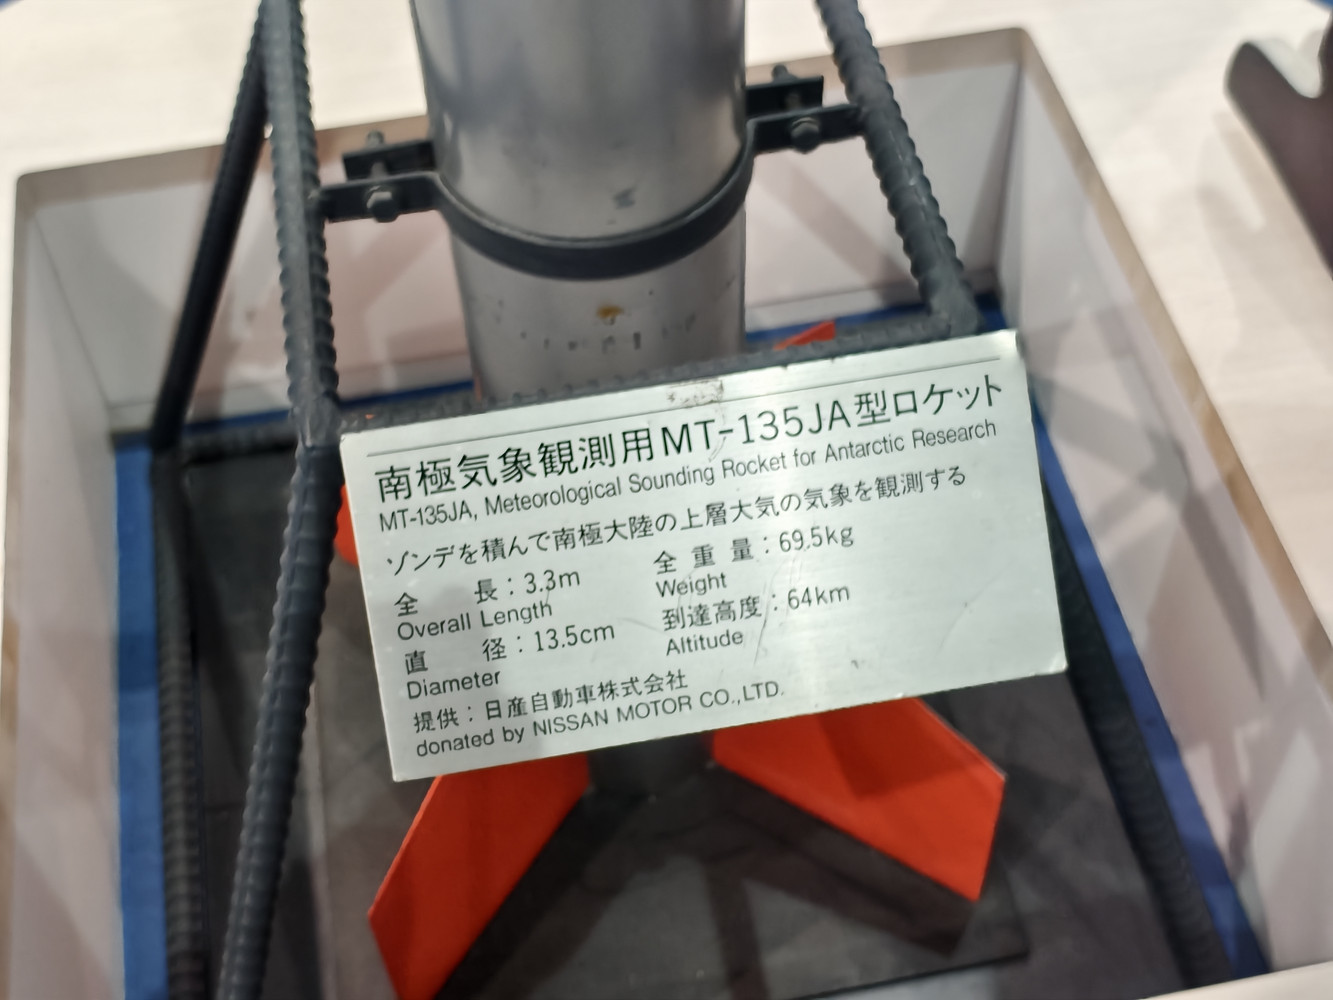 南極気象観測用MT-135JA型ロケット
MT-135JA, Meteorological Sounding Rocket for Antarctic Research
ゾンデを積んで南極大陸の上層大気の気象を観測する
全　長：3.3m　全重量：69.5kg
Overall Length　Weight
直　径：13.5cm　到達高度：64km
Diameter　Altitude
提供：日産自動車株式会社
donated by NISSAN MOTOR CO.,LTD.